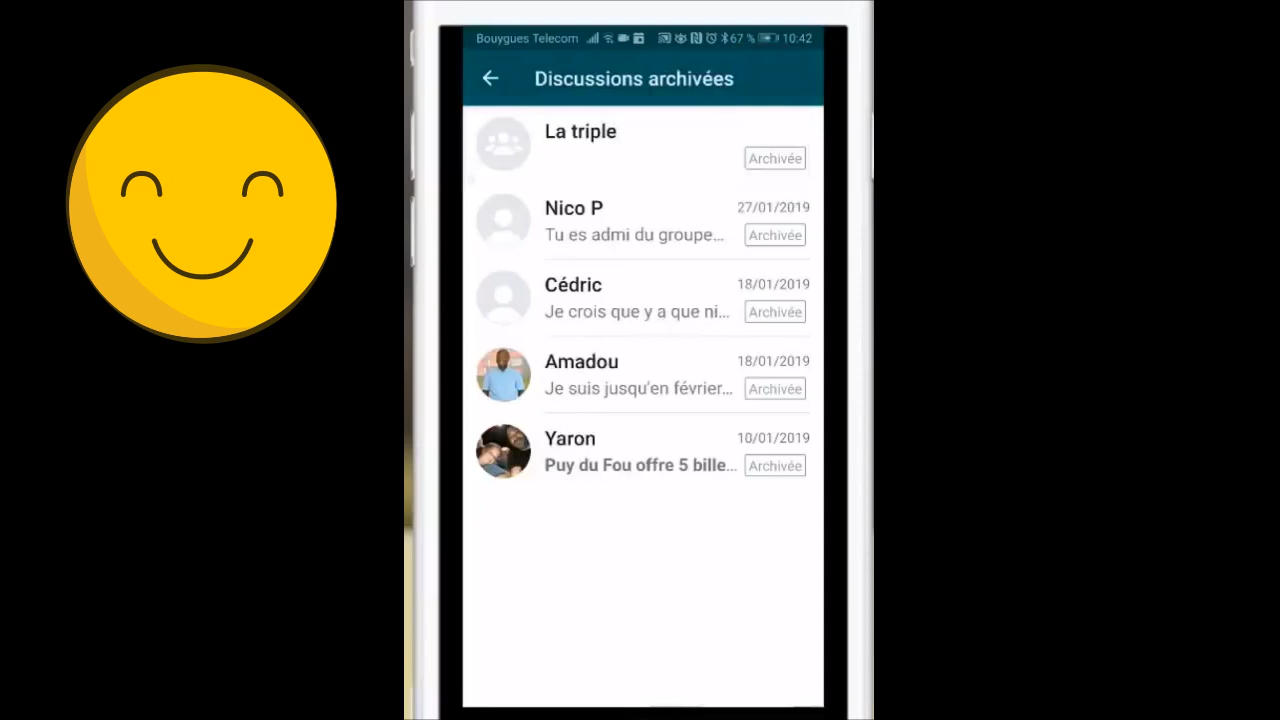 Bouygues Telecom 67 % 10:42
Discussions archivées
La triple
Archivée
Nico P 27/01/2019
Tu es admi du groupe... Archivée
Cédric 18/01/2019
Je crois que y a que ni... Archivée
Amadou 18/01/2019
Je suis jusqu'en février... Archivée
Yaron 10/01/2019
Puy du Fou offre 5 bille... Archivée